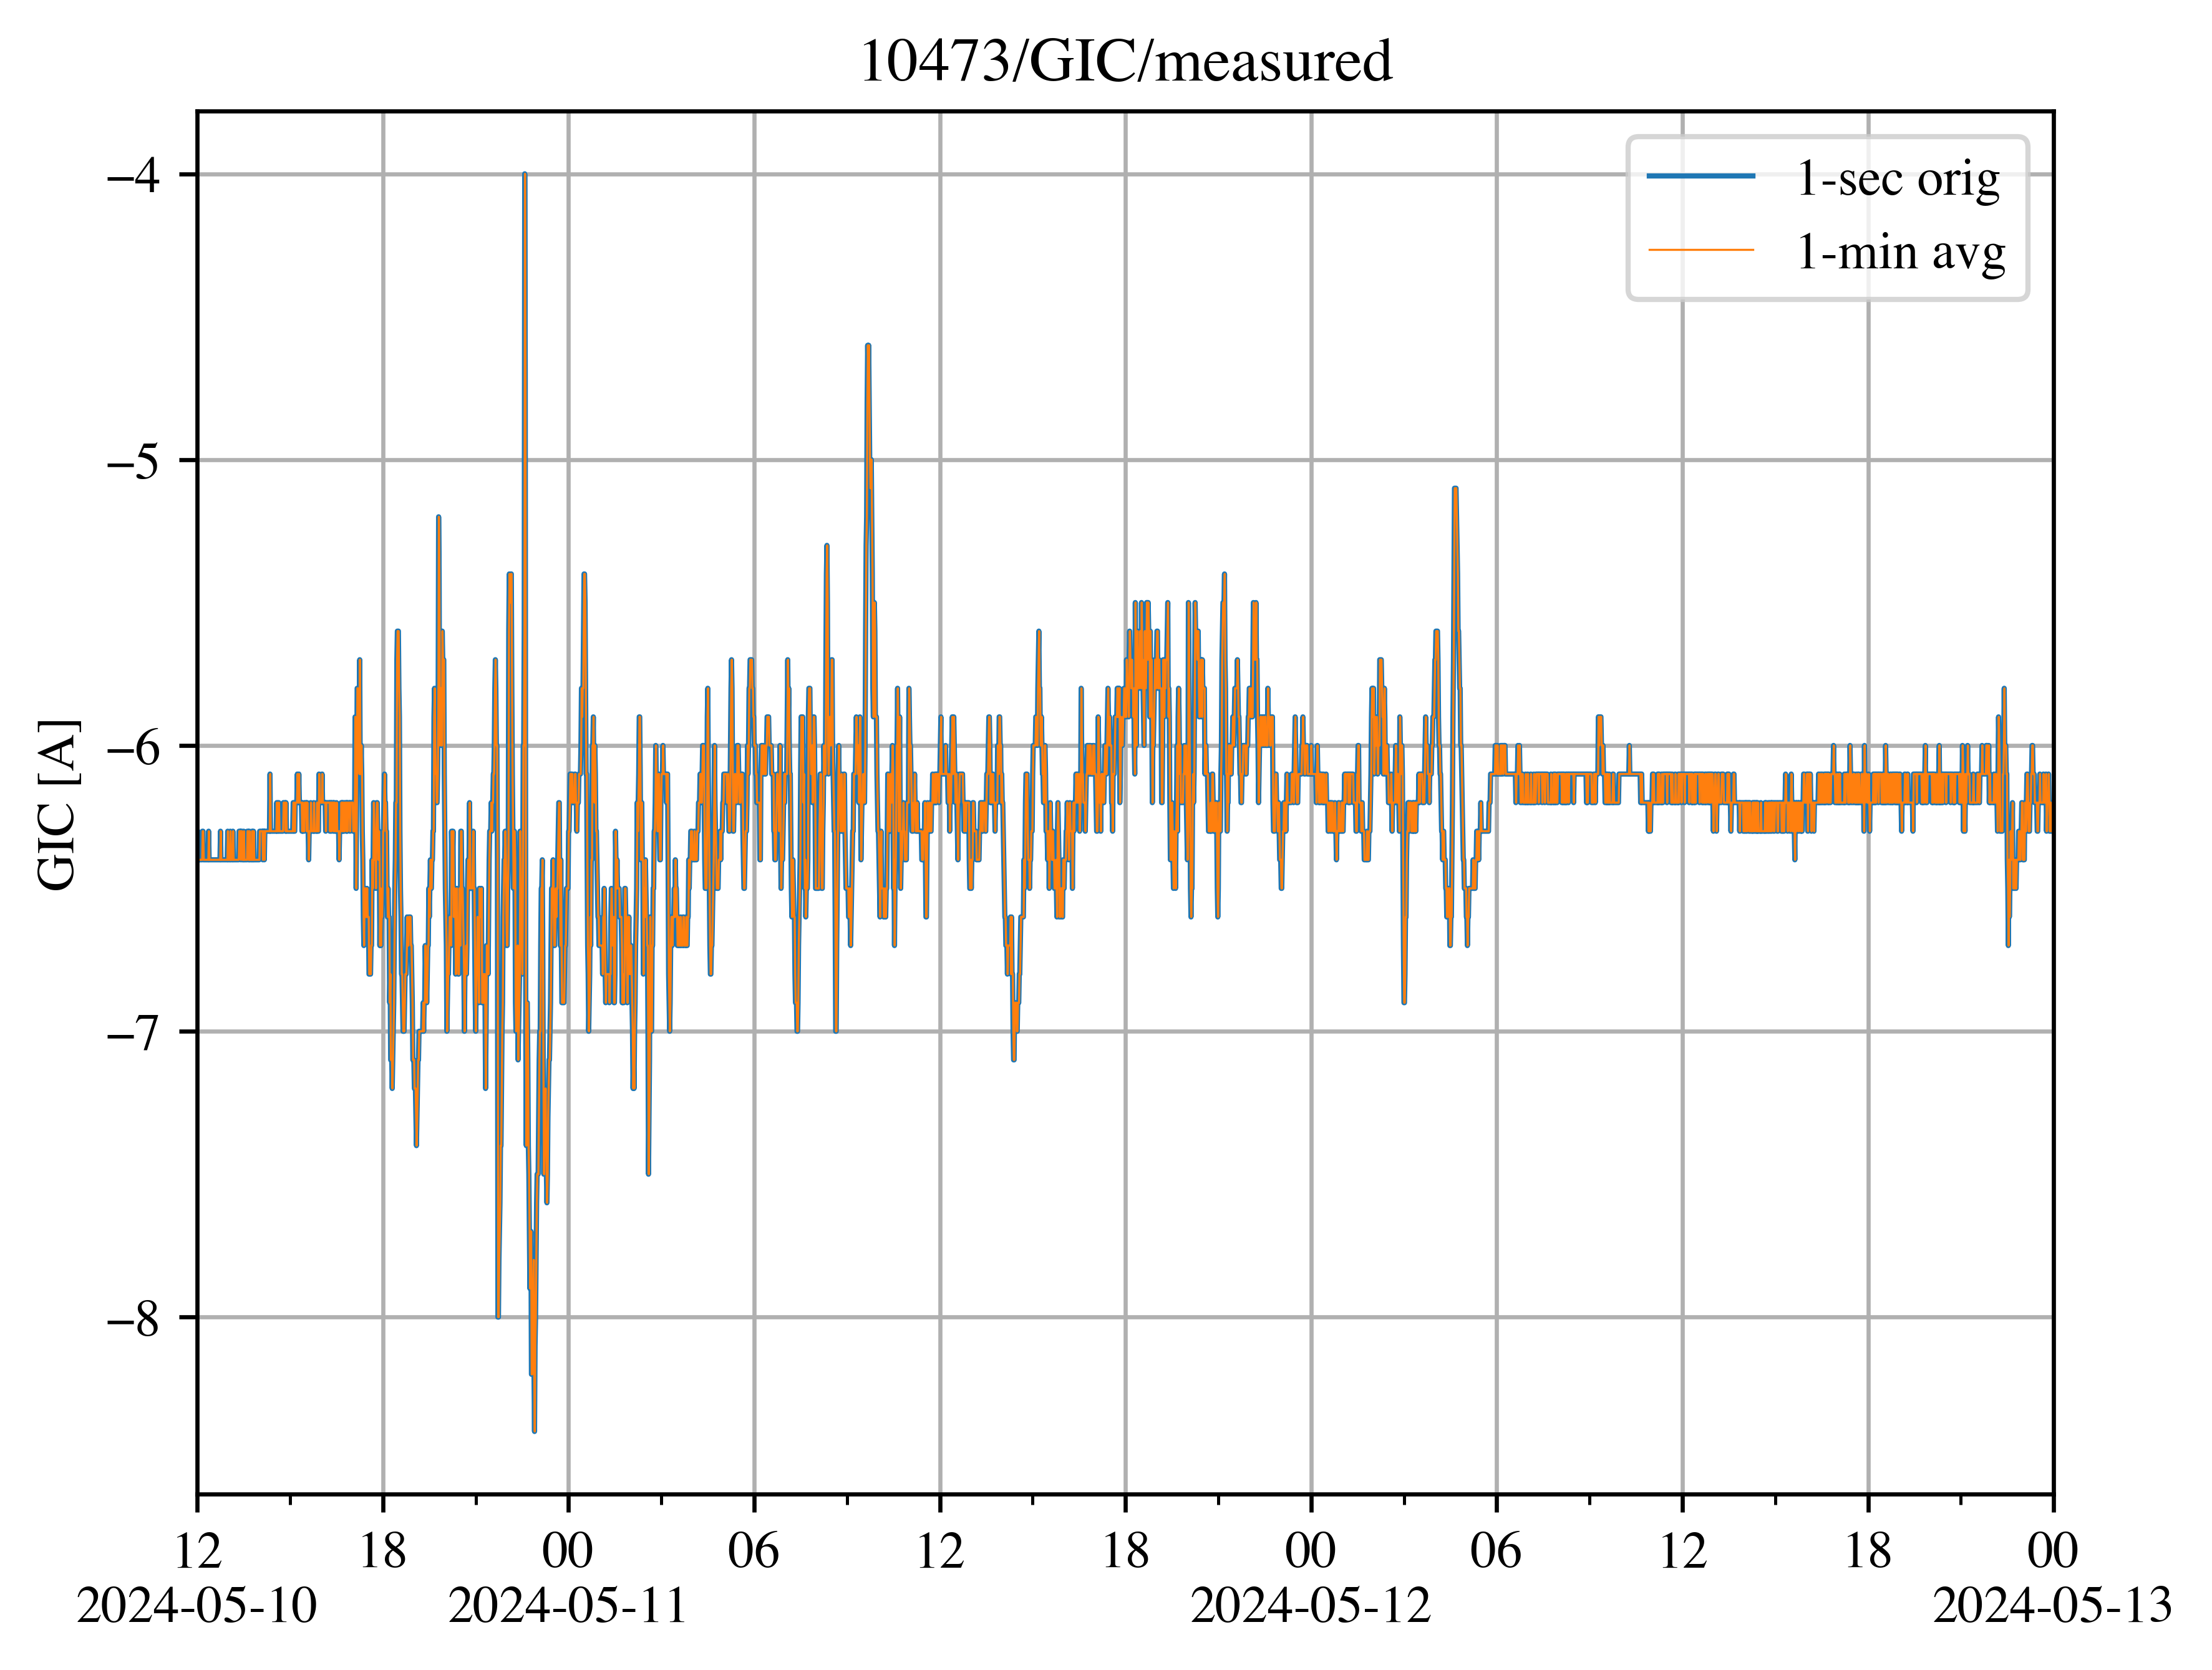 10473/GIC/measured
1-sec orig
1-min avg
GIC [A]
−4
−5
−6
−7
−8
12 18 00 06 12 18 00 06 12 18 00
2024-05-10 2024-05-11 2024-05-12 2024-05-13